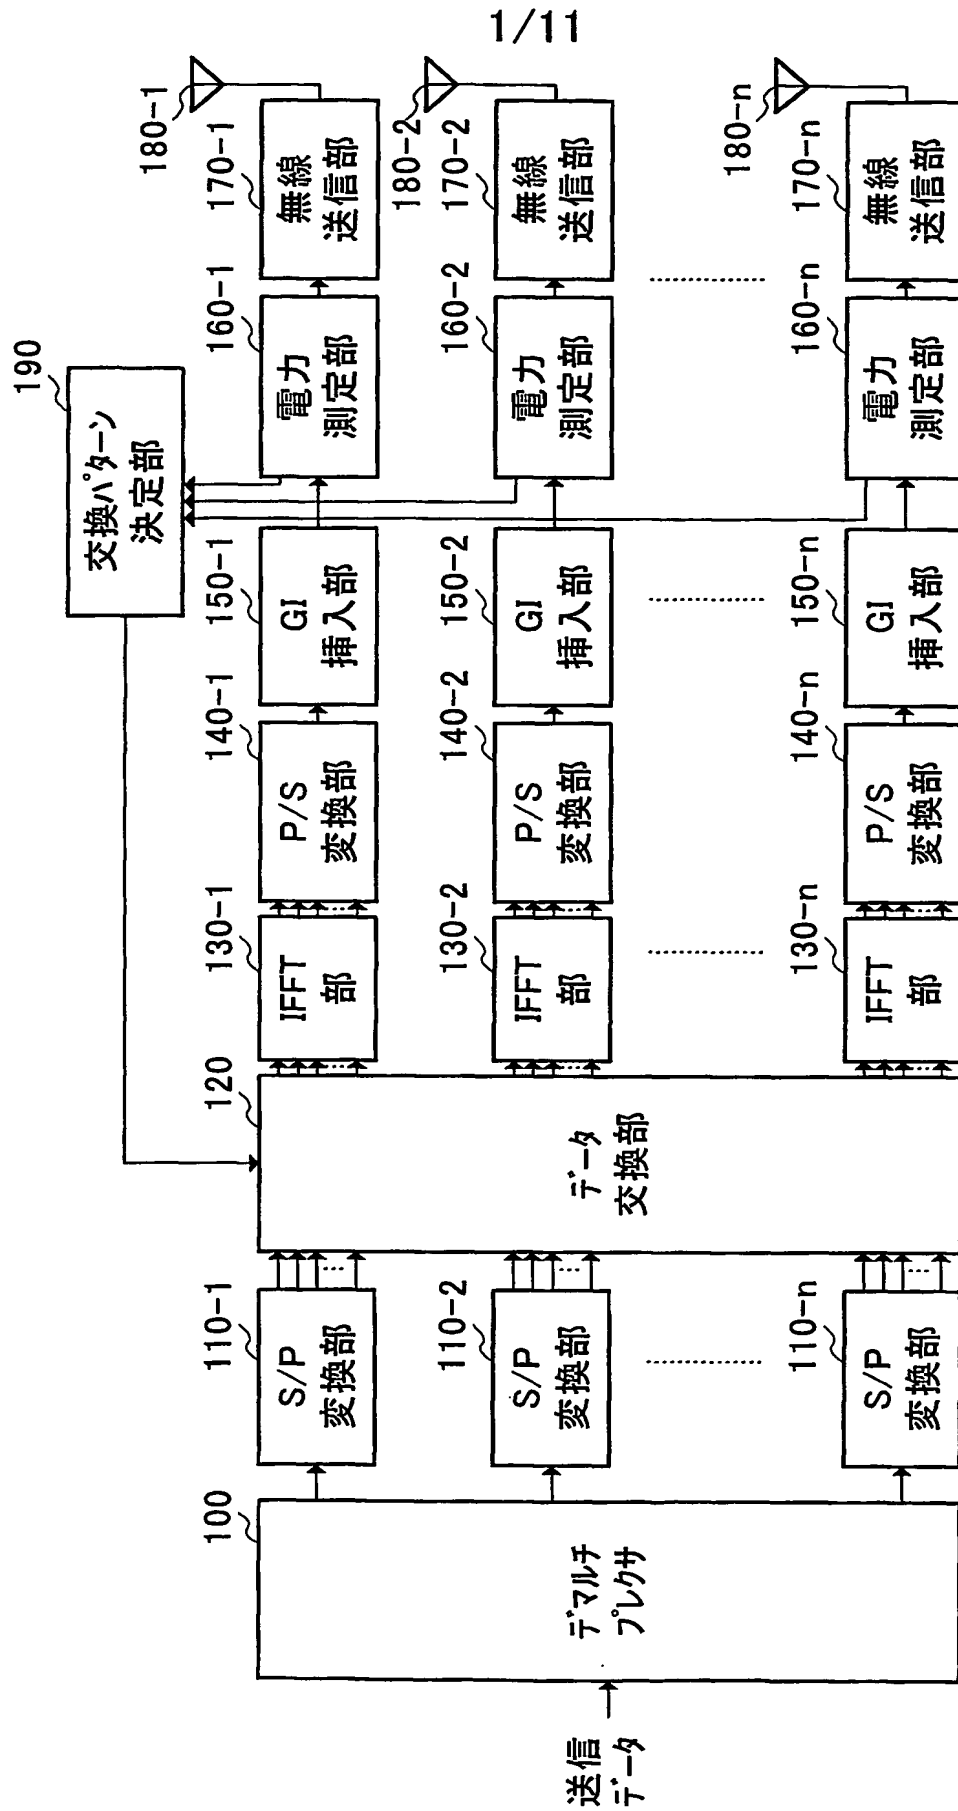 1/11
190
交換パターン
決定部
送信
データ
100
デマルチ
プレクサ
110-1
S/P
変換部
110-2
S/P
変換部
110-n
S/P
変換部
120
データ
交換部
130-1
IFFT
部
130-2
IFFT
部
130-n
IFFT
部
140-1
P/S
変換部
140-2
P/S
変換部
140-n
P/S
変換部
150-1
GI
挿入部
150-2
GI
挿入部
150-n
GI
挿入部
160-1
電力
測定部
160-2
電力
測定部
160-n
電力
測定部
170-1
無線
送信部
170-2
無線
送信部
170-n
無線
送信部
180-1
180-2
180-n